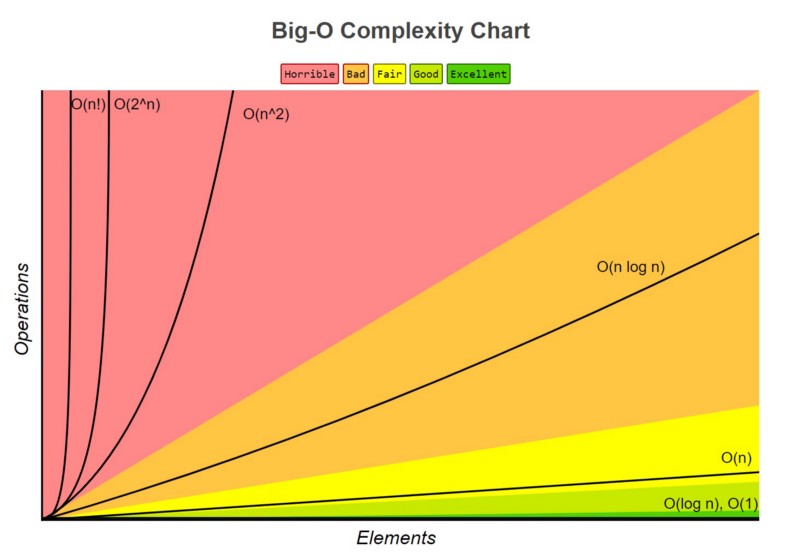 Big-O Complexity Chart
Horrible Bad Fair Good Excellent
O(n!) O(2^n)
O(n^2)
O(n log n)
O(n)
O(log n), O(1)
Operations
Elements